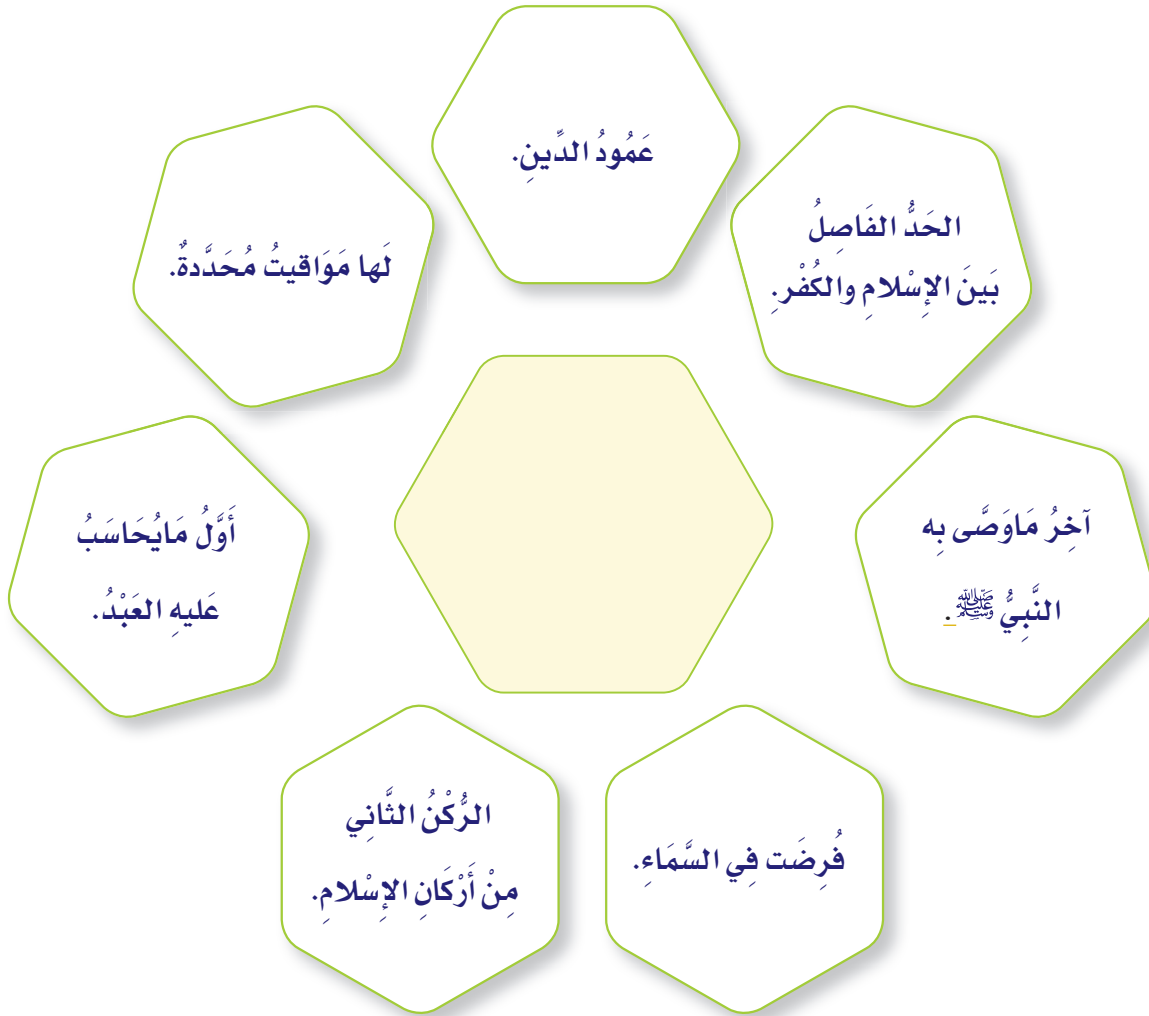 عَمُودُ الدِّينِ.
الحَدُّ الفَاصِلُ
بَينَ الإِسْلامِ والكُفْرِ.
لَها مَوَاقيتُ مُحَدَّدةٌ.
آخِرُ مَاوَصَّى بِه
النَّبِيُّ ﷺ.
أَوَّلُ مَايُحَاسَبُ
عَليهِ العَبْدُ.
فُرِضَت فِي السَّمَاءِ.
الرُّكْنُ الثَّانِي
مِنْ أَرْكَانِ الإِسْلامِ.